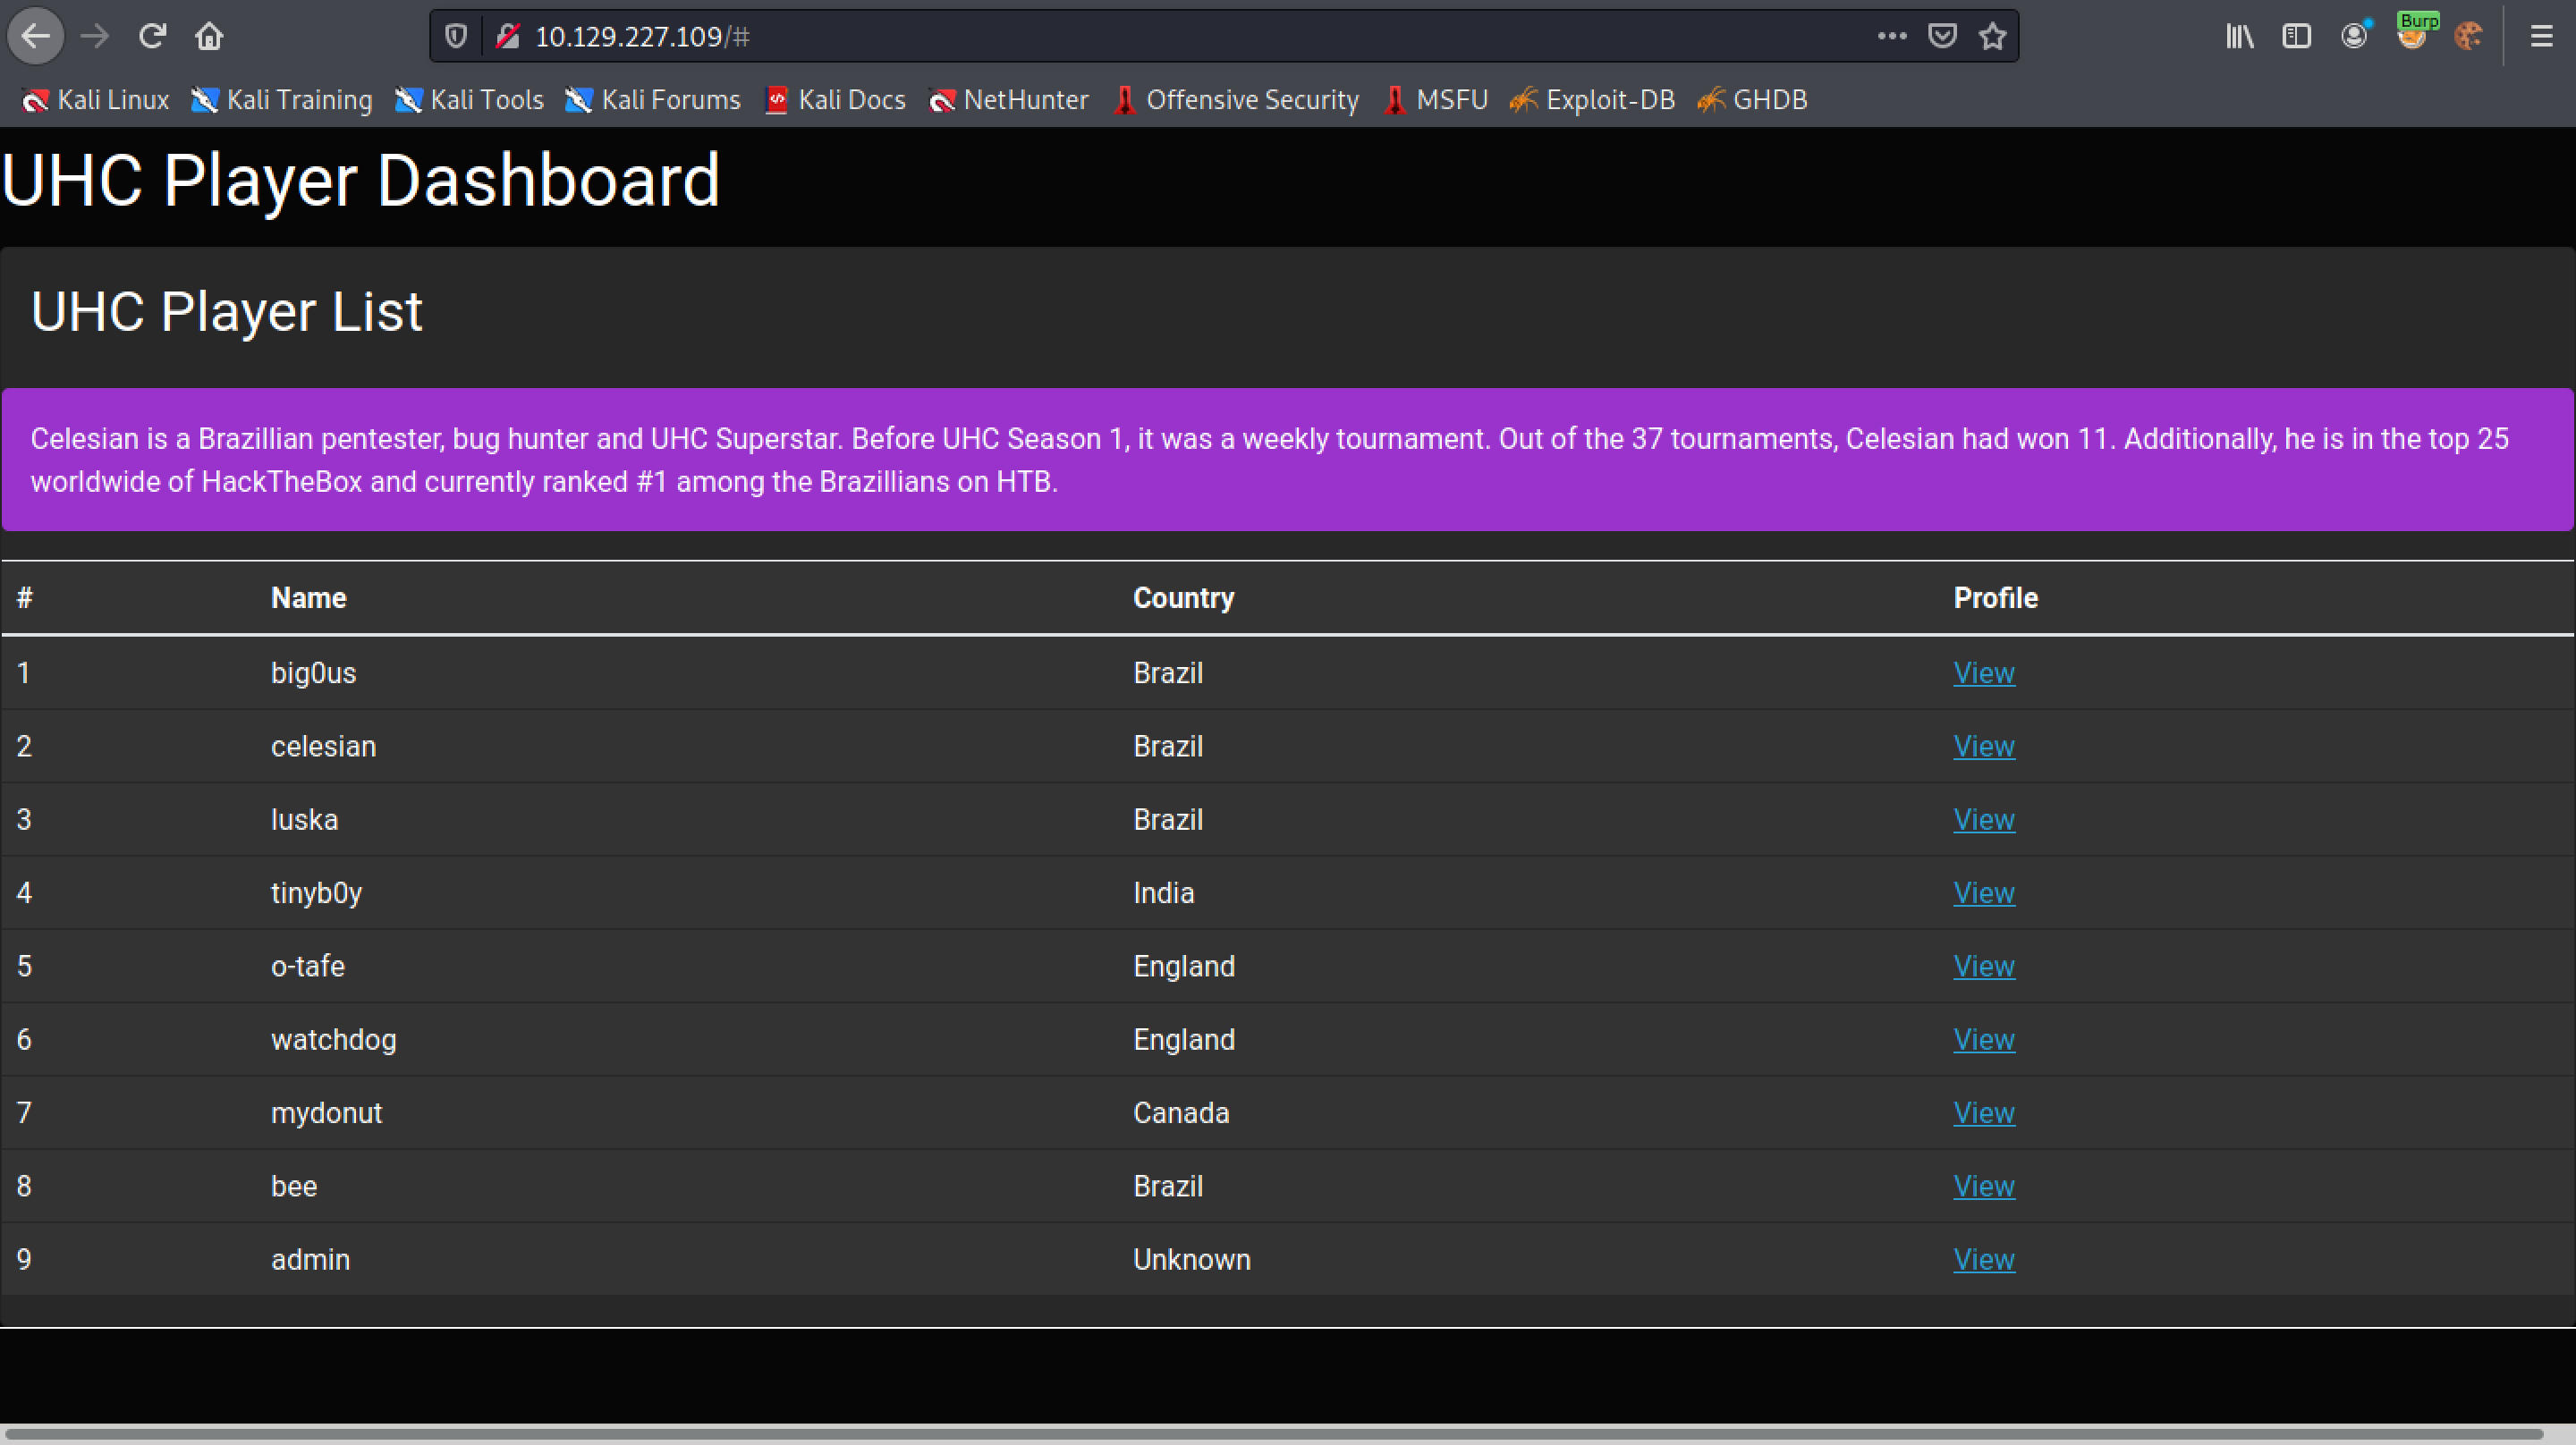 Burp
10.129.227.109/#
Kali Linux Kali Training Kali Tools Kali Forums Kali Docs NetHunter Offensive Security MSFU Exploit-DB GHDB
UHC Player Dashboard
UHC Player List
Celesian is a Brazillian pentester, bug hunter and UHC Superstar. Before UHC Season 1, it was a weekly tournament. Out of the 37 tournaments, Celesian had won 11. Additionally, he is in the top 25
worldwide of HackTheBox and currently ranked #1 among the Brazillians on HTB.
# Name Country Profile
1 big0us Brazil View
2 celesian Brazil View
3 luska Brazil View
4 tinyb0y India View
5 o-tafe England View
6 watchdog England View
7 mydonut Canada View
8 bee Brazil View
9 admin Unknown View